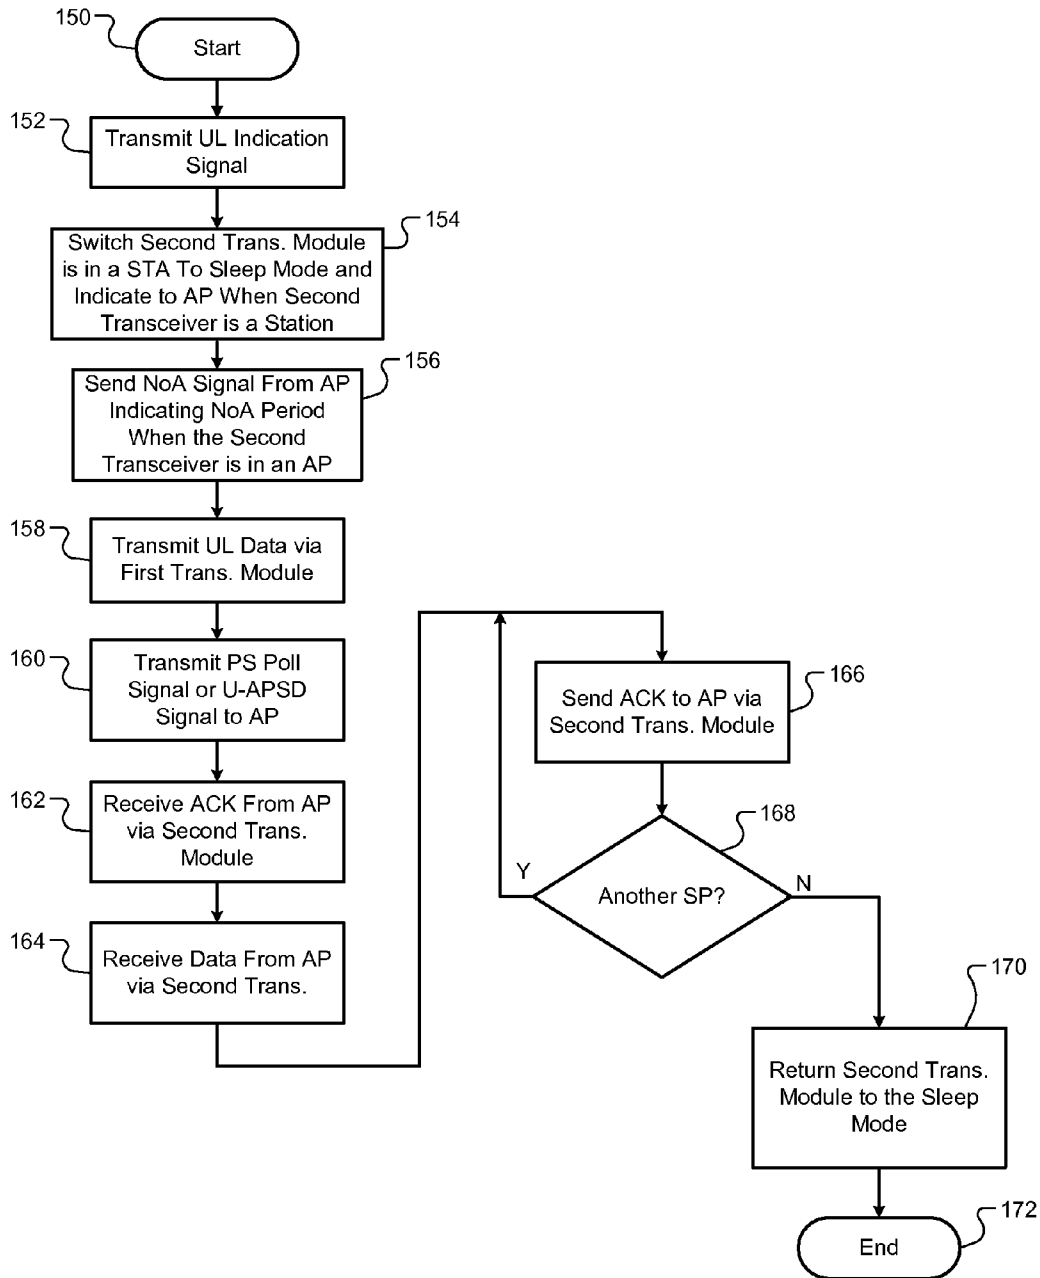 150
Start
152
Transmit UL Indication
Signal
154
Switch Second Trans. Module
is in a STA To Sleep Mode and
Indicate to AP When Second
Transceiver is a Station
156
Send NoA Signal From AP
Indicating NoA Period
When the Second
Transceiver is in an AP
158
Transmit UL Data via
First Trans. Module
160
Transmit PS Poll
Signal or U-APSD
Signal to AP
162
Receive ACK From AP
via Second Trans.
Module
164
Receive Data From AP
via Second Trans.
166
Send ACK to AP via
Second Trans. Module
168
Y
Another SP?
N
170
Return Second Trans.
Module to the Sleep
Mode
172
End